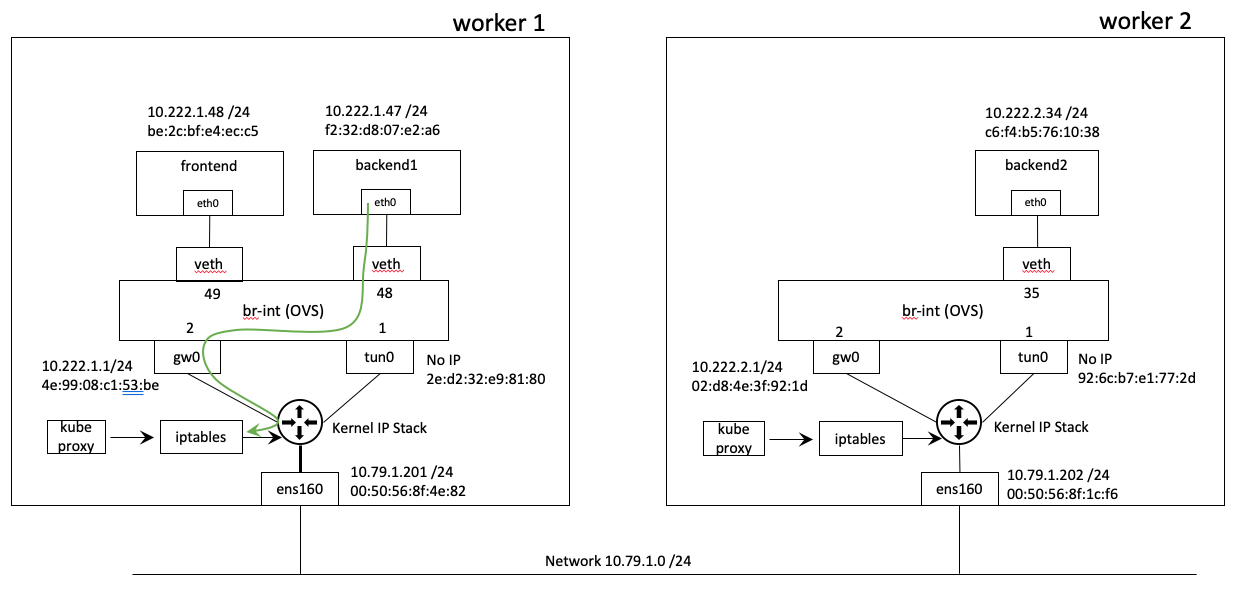 worker 1
10.222.1.48 /24
be:2c:bf:e4:ec:c5
10.222.1.47 /24
f2:32:d8:07:e2:a6
frontend
eth0
backend1
eth0
veth
veth
49
48
br-int (OVS)
2
1
gw0
tun0
10.222.1.1/24
4e:99:08:c1:53:be
No IP
2e:d2:32:e9:81:80
kube
proxy
iptables
Kernel IP Stack
10.79.1.201 /24
00:50:56:8f:4e:82
ens160
worker 2
10.222.2.34 /24
c6:f4:b5:76:10:38
backend2
eth0
veth
35
br-int (OVS)
2
1
gw0
tun0
10.222.2.1/24
02:d8:4e:3f:92:1d
No IP
92:6c:b7:e1:77:2d
kube
proxy
iptables
Kernel IP Stack
10.79.1.202 /24
00:50:56:8f:1c:f6
ens160
Network 10.79.1.0 /24